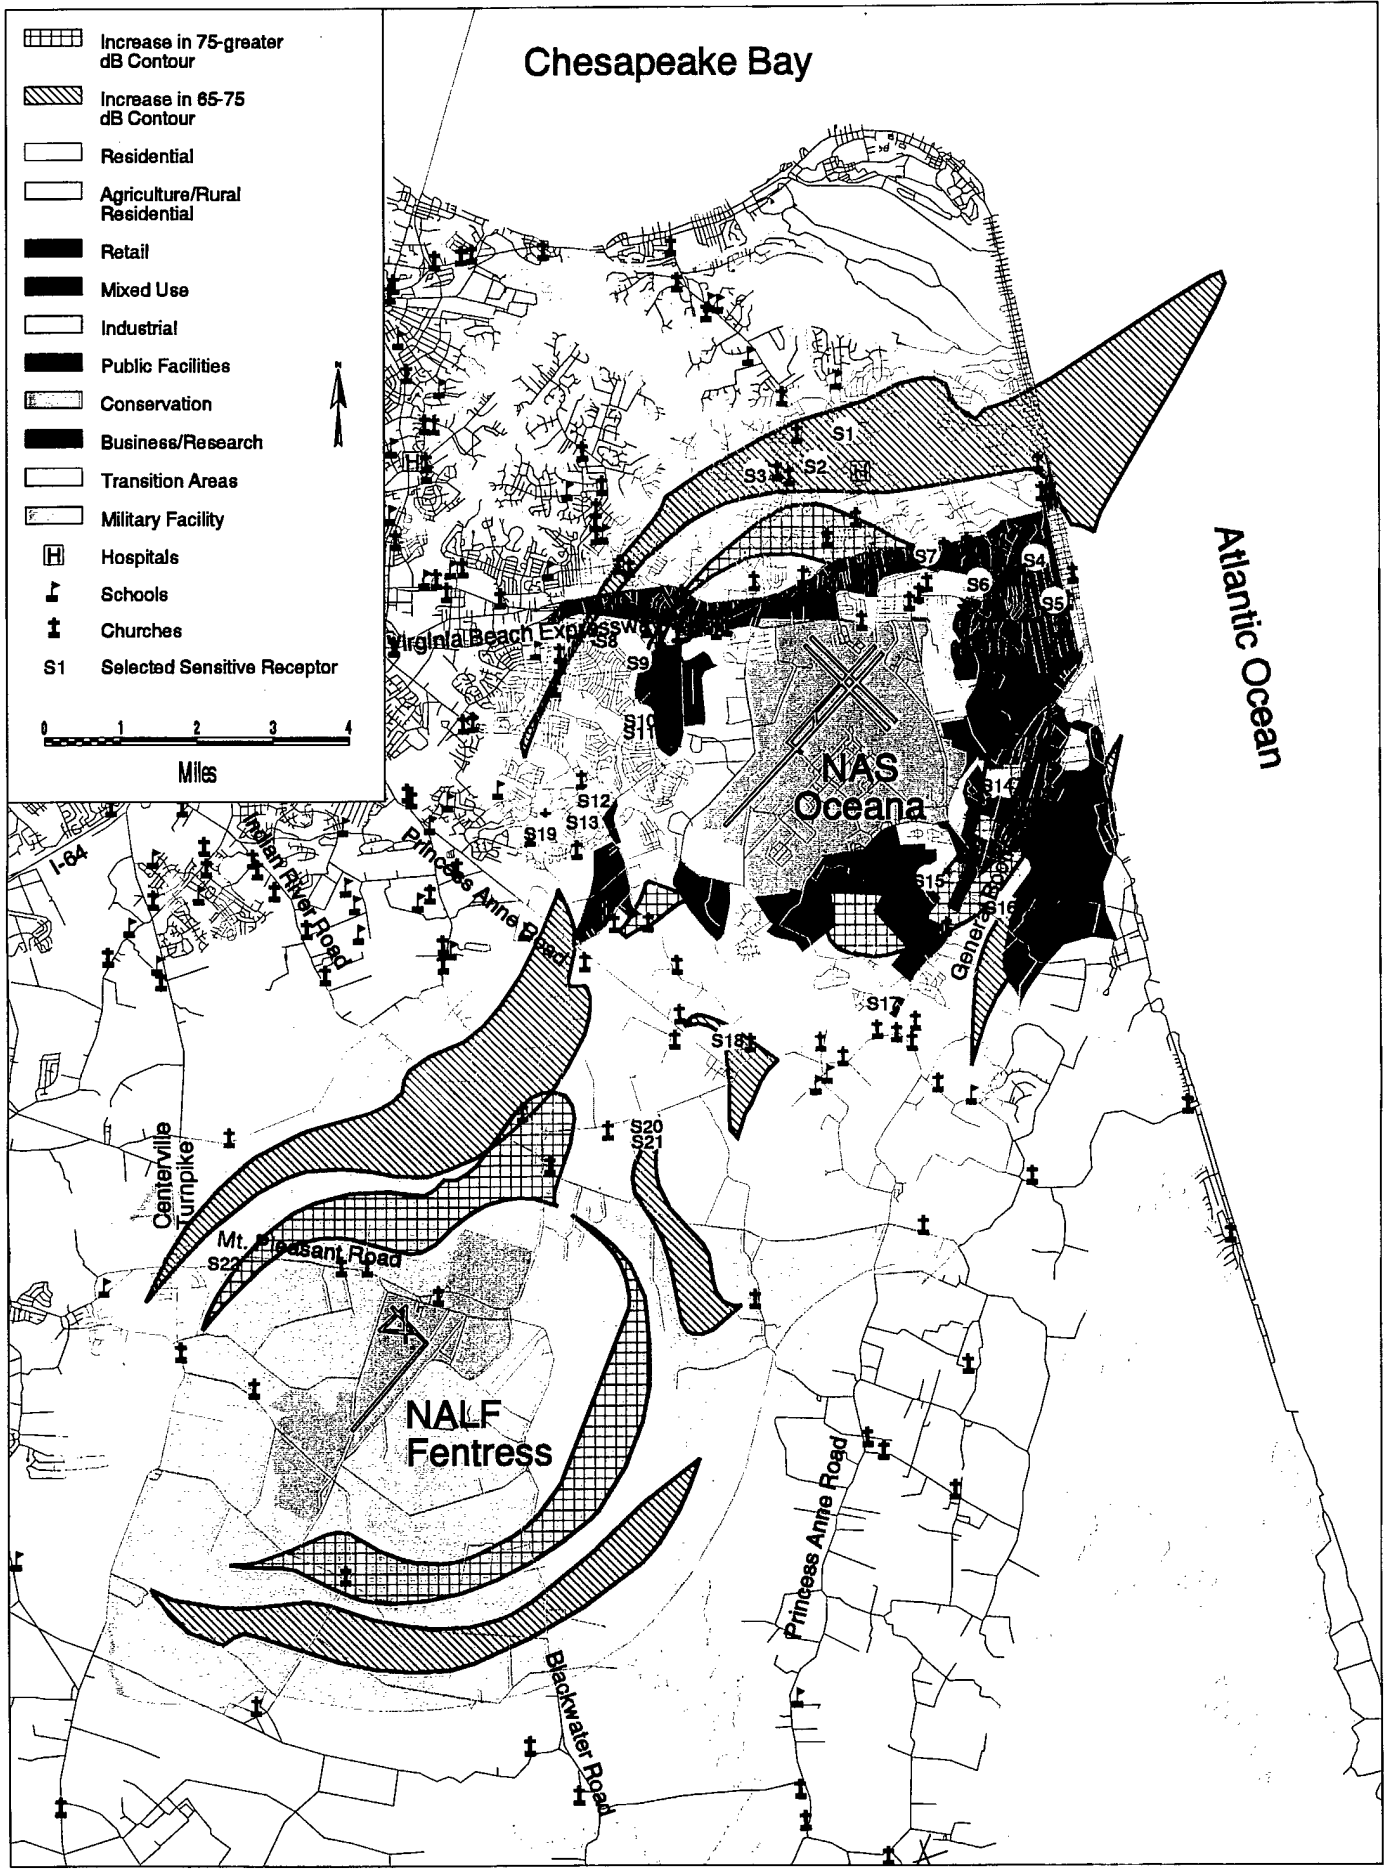 Increase in 75-greater
dB Contour
Increase in 65-75
dB Contour
Residential
Agriculture/Rural
Residential
Retail
Mixed Use
Industrial
Public Facilities
Conservation
Business/Research
Transition Areas
Military Facility
H Hospitals
Schools
Churches
S1 Selected Sensitive Receptor
N
0 1 2 3 4
Miles
Chesapeake Bay
Atlantic Ocean
S1
S2
S3
H
H
S4
S5
S6
S7
Virginia Beach Expressway
S8
S9
S10
S11
NAS
Oceana
S12
S13
S14
S15
S16
S19
General
I-64
Indian River Road
Princess Anne Road
S17
S18
S20
S21
Centerville
Turnpike
Mt. Pleasant Road
S22
NALF
Fentress
Princess Anne Road
Blackwater Road